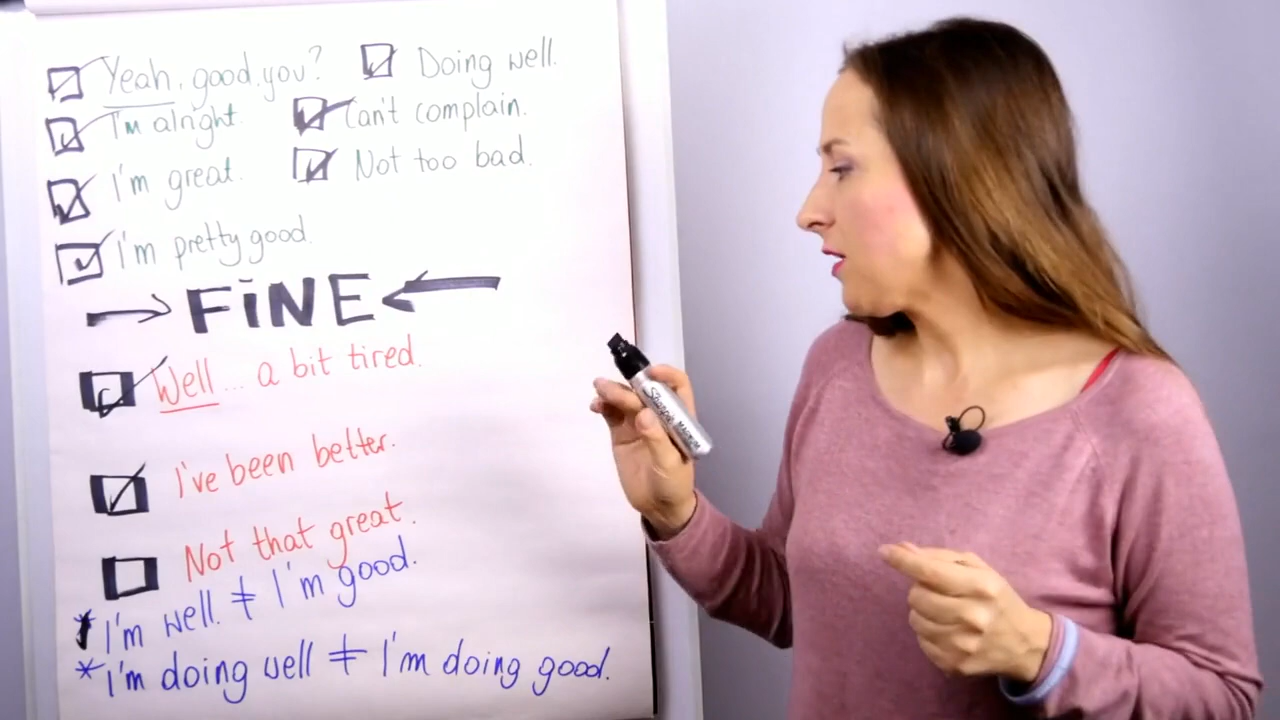 Yeah, good, you? Doing well.
I'm alright. Can't complain.
I'm great. Not too bad.
I'm pretty good.
→ FINE ←
Well... a bit tired.
I've been better.
Not that great.
* I'm well. ≠ I'm good.
* I'm doing well ≠ I'm doing good.
Sharpie MAGNUM